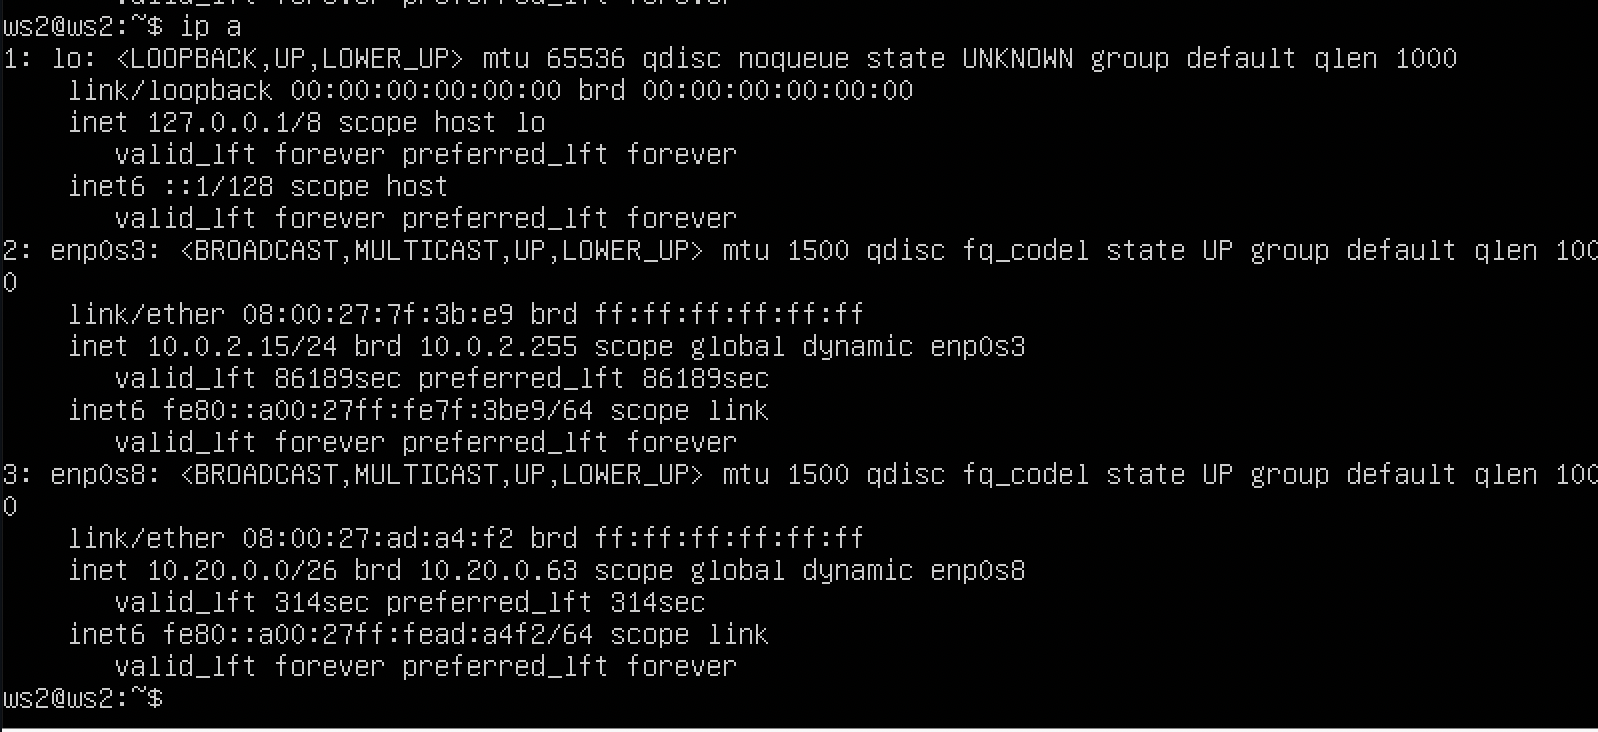 valid_lft forever preferred_lft forever
ws2@ws2:~$ ip a
1: lo: <LOOPBACK,UP,LOWER_UP> mtu 65536 qdisc noqueue state UNKNOWN group default qlen 1000
    link/loopback 00:00:00:00:00:00 brd 00:00:00:00:00:00
    inet 127.0.0.1/8 scope host lo
       valid_lft forever preferred_lft forever
    inet6 ::1/128 scope host
       valid_lft forever preferred_lft forever
2: enp0s3: <BROADCAST,MULTICAST,UP,LOWER_UP> mtu 1500 qdisc fq_codel state UP group default qlen 100
0
    link/ether 08:00:27:7f:3b:e9 brd ff:ff:ff:ff:ff:ff
    inet 10.0.2.15/24 brd 10.0.2.255 scope global dynamic enp0s3
       valid_lft 86189sec preferred_lft 86189sec
    inet6 fe80::a00:27ff:fe7f:3be9/64 scope link
       valid_lft forever preferred_lft forever
3: enp0s8: <BROADCAST,MULTICAST,UP,LOWER_UP> mtu 1500 qdisc fq_codel state UP group default qlen 100
0
    link/ether 08:00:27:ad:a4:f2 brd ff:ff:ff:ff:ff:ff
    inet 10.20.0.0/26 brd 10.20.0.63 scope global dynamic enp0s8
       valid_lft 314sec preferred_lft 314sec
    inet6 fe80::a00:27ff:fead:a4f2/64 scope link
       valid_lft forever preferred_lft forever
ws2@ws2:~$